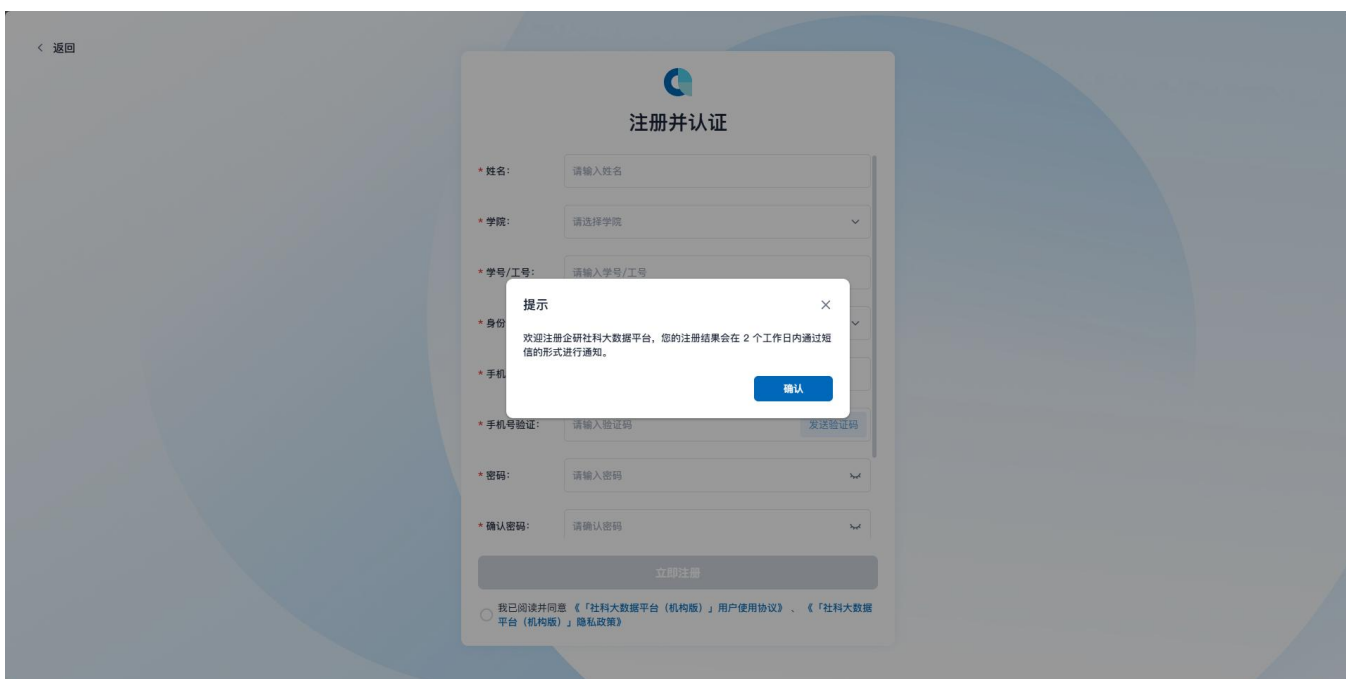 返回
注册并认证
* 姓名：
请输入姓名
* 学院：
请选择学院
* 学号/工号：
请输入学号/工号
提示
欢迎注册企研社科大数据平台，您的注册结果会在 2 个工作日内通过短
信的形式进行通知。
确认
* 身份
* 手机
* 手机号验证：
请输入验证码
发送验证码
* 密码：
请输入密码
* 确认密码：
请确认密码
立即注册
我已阅读并同意 《「社科大数据平台（机构版）」用户使用协议》 、 《「社科大数据
平台（机构版）」隐私政策》